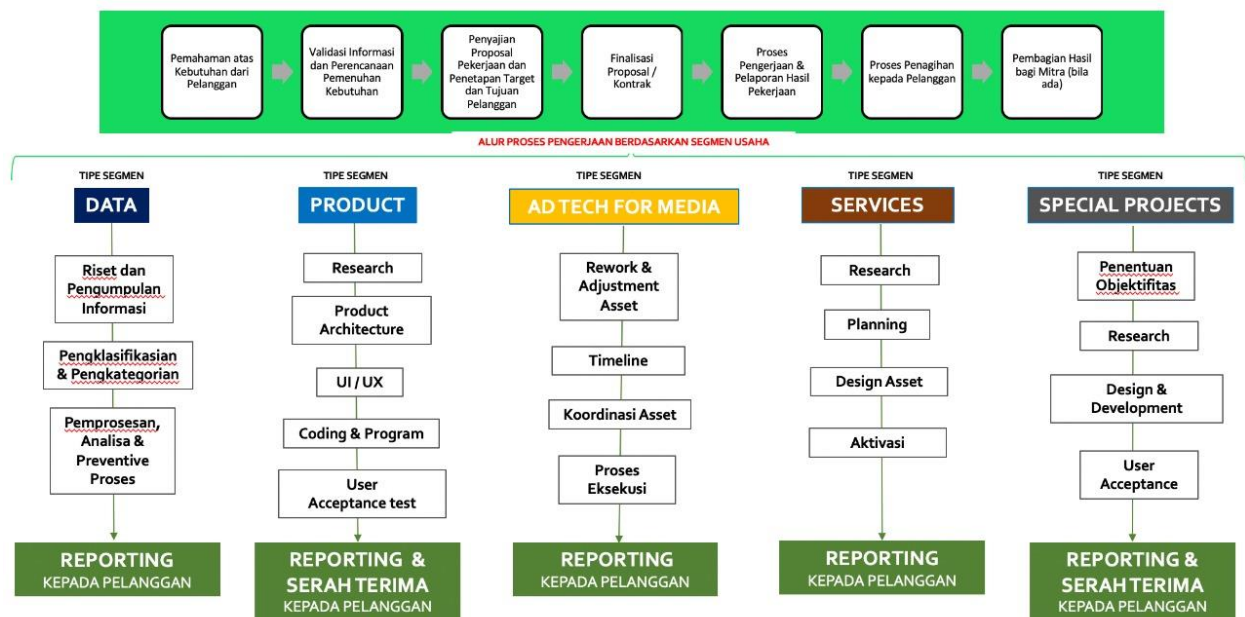 Pemahaman atas
Kebutuhan dari
Pelanggan
Validasi Informasi
dan Perencanaan
Pemenuhan
Kebutuhan
Penyajian
Proposal
Pekerjaan dan
Penetapan Target
dan Tujuan
Pelanggan
Finalisasi
Proposal /
Kontrak
Proses
Pengerjaan &
Pelaporan Hasil
Pekerjaan
Proses Penagihan
kepada Pelanggan
Pembagian Hasil
bagi Mitra (bila
ada)
ALUR PROSES PENGERJAAN BERDASARKAN SEGMEN USAHA
TIPE SEGMEN
DATA
Riset dan
Pengumpulan
Informasi
Pengklasifikasian
& Pengkategorian
Pemprosesan,
Analisa &
Preventive
Proses
REPORTING
KEPADA PELANGGAN
TIPE SEGMEN
PRODUCT
Research
Product
Architecture
UI / UX
Coding & Program
User
Acceptance test
REPORTING &
SERAH TERIMA
KEPADA PELANGGAN
TIPE SEGMEN
AD TECH FOR MEDIA
Rework &
Adjustment
Asset
Timeline
Koordinasi Asset
Proses
Eksekusi
REPORTING
KEPADA PELANGGAN
TIPE SEGMEN
SERVICES
Research
Planning
Design Asset
Aktivasi
REPORTING
KEPADA PELANGGAN
TIPE SEGMEN
SPECIAL PROJECTS
Penentuan
Objektifitas
Research
Design &
Development
User
Acceptance
REPORTING &
SERAH TERIMA
KEPADA PELANGGAN